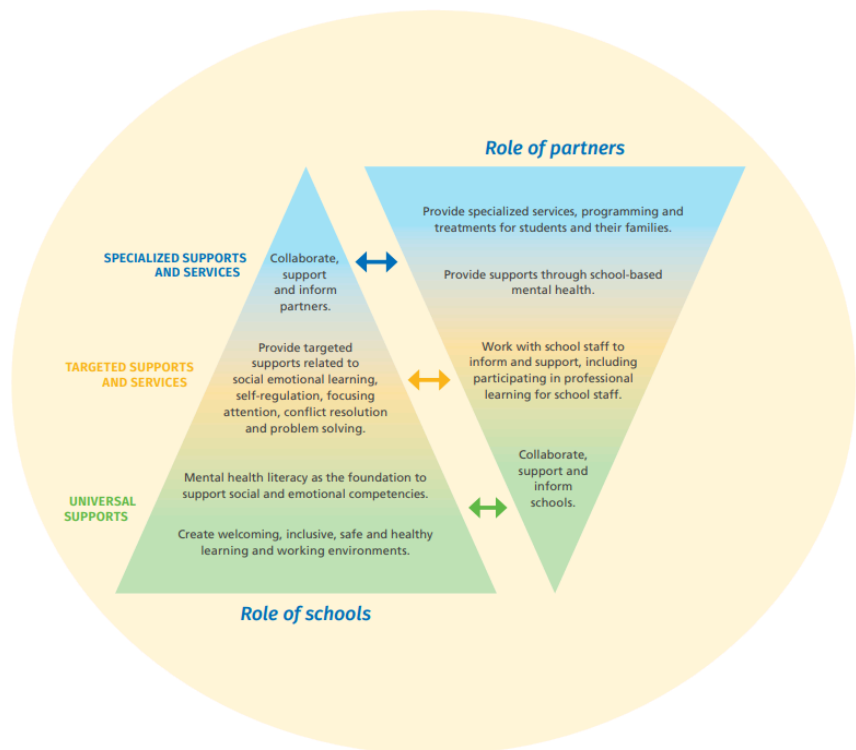 Role of partners
Provide specialized services, programming and
treatments for students and their families.
SPECIALIZED SUPPORTS
AND SERVICES
Collaborate,
support
and inform
partners.
Provide supports through school-based
mental health.
TARGETED SUPPORTS
AND SERVICES
Provide targeted
supports related to
social emotional learning,
self-regulation, focusing
attention, conflict resolution
and problem solving.
Work with school staff to
inform and support, including
participating in professional
learning for school staff.
UNIVERSAL
SUPPORTS
Mental health literacy as the foundation to
support social and emotional competencies.
Create welcoming, inclusive, safe and healthy
learning and working environments.
Collaborate,
support and
inform
schools.
Role of schools